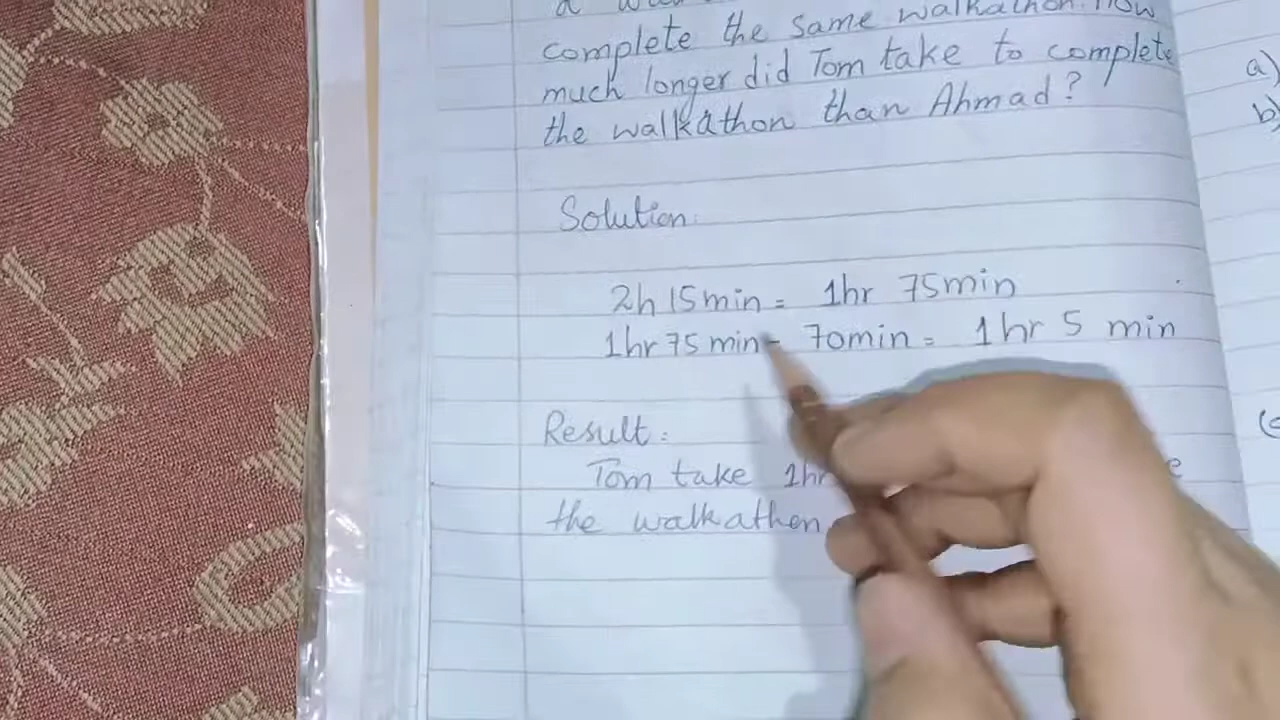 complete the same walkathon. How
much longer did Tom take to complete
the walkathon than Ahmad?
a)
b)
Solution:
2h 15min = 1hr 75min
1hr 75 min - 70min = 1hr 5 min
Result:
Tom take 1hr
the walkathen